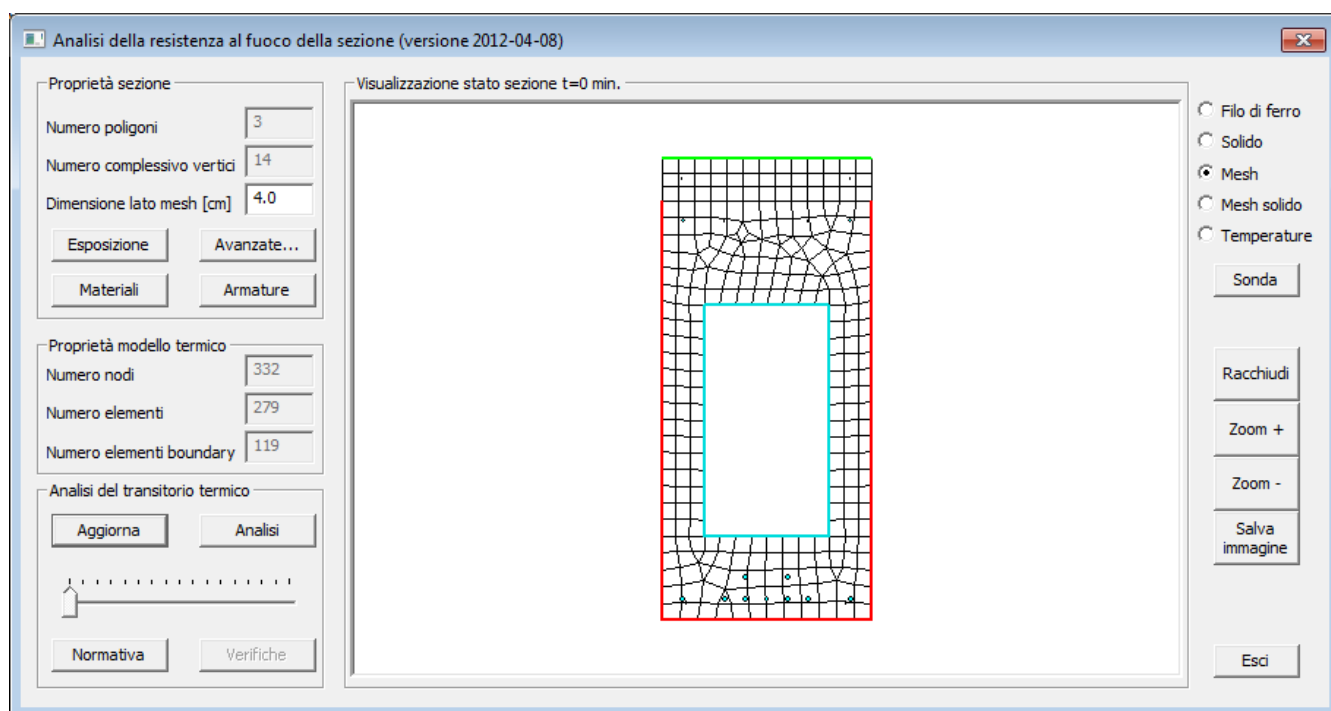 Analisi della resistenza al fuoco della sezione (versione 2012-04-08)
Proprietà sezione
Numero poligoni 3
Numero complessivo vertici 14
Dimensione lato mesh [cm] 4.0
Esposizione Avanzate...
Materiali Armature
Proprietà modello termico
Numero nodi 332
Numero elementi 279
Numero elementi boundary 119
Analisi del transitorio termico
Aggiorna Analisi
Normativa Verifiche
Visualizzazione stato sezione t=0 min.
Filo di ferro
Solido
Mesh
Mesh solido
Temperature
Sonda
Racchiudi
Zoom +
Zoom -
Salva
immagine
Esci